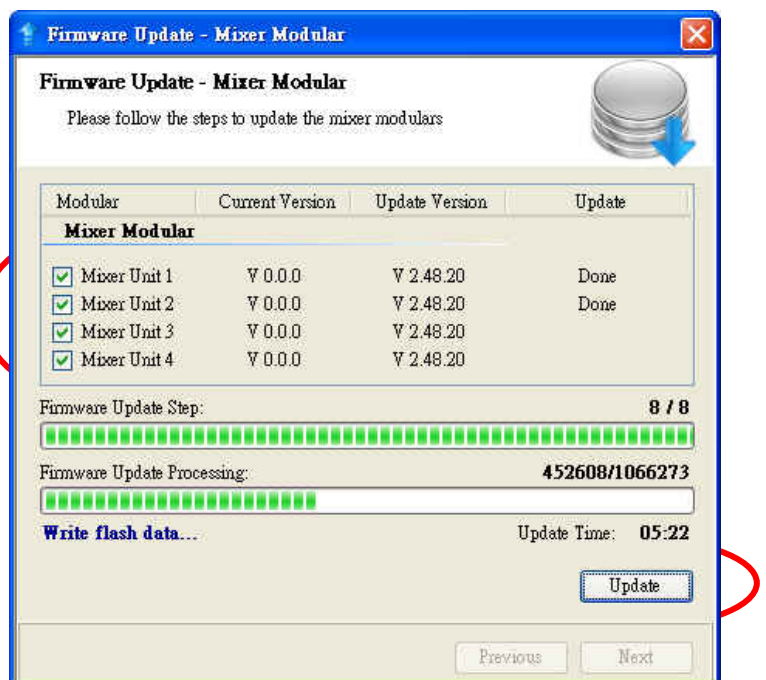 Firmware Update - Mixer Modular
Firmware Update - Mixer Modular
Please follow the steps to update the mixer modulars
Modular Current Version Update Version Update
Mixer Modular
Mixer Unit 1 V 0.0.0 V 2.48.20 Done
Mixer Unit 2 V 0.0.0 V 2.48.20 Done
Mixer Unit 3 V 0.0.0 V 2.48.20
Mixer Unit 4 V 0.0.0 V 2.48.20
Firmware Update Step: 8 / 8
Firmware Update Processing: 452608/1066273
Write flash data... Update Time: 05:22
Update
Previous Next